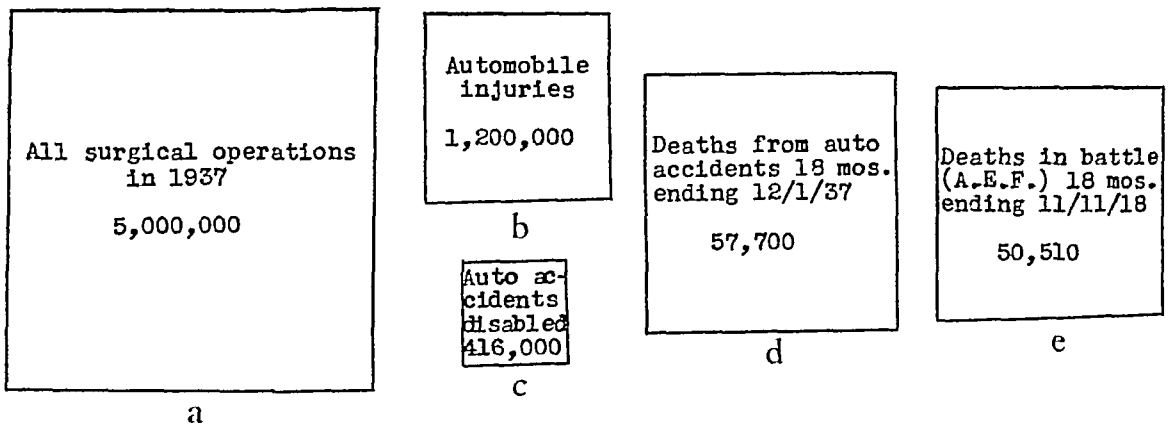 All surgical operations
in 1937
5,000,000
a
Automobile
injuries
1,200,000
b
Auto ac-
cidents
disabled
416,000
c
Deaths from auto
accidents 18 mos.
ending 12/1/37
57,700
d
Deaths in battle
(A.E.F.) 18 mos.
ending 11/11/18
50,510
e